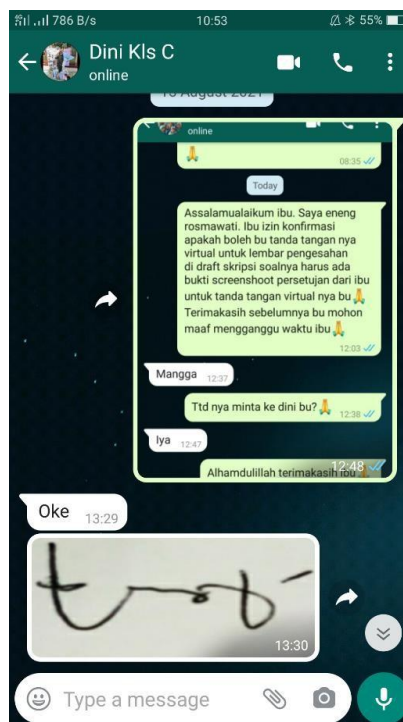 786 B/s
10:53
55%
Dini Kls C
online
online
08:35
Today
Assalamualaikum ibu. Saya eneng
rosmawati. Ibu izin konfirmasi
apakah boleh bu tanda tangan nya
virtual untuk lembar pengesahan
di draft skripsi soalnya harus ada
bukti screenshoot persetujan dari ibu
untuk tanda tangan virtual nya bu🙏
Terimakasih sebelumnya bu mohon
maaf mengganggu waktu ibu🙏
12:03
Mangga 12:37
Ttd nya minta ke dini bu?🙏 12:38
Iya 12:47
Alhamdulillah terimakasih ibu
12:48
Oke 13:29
13:30
Type a message